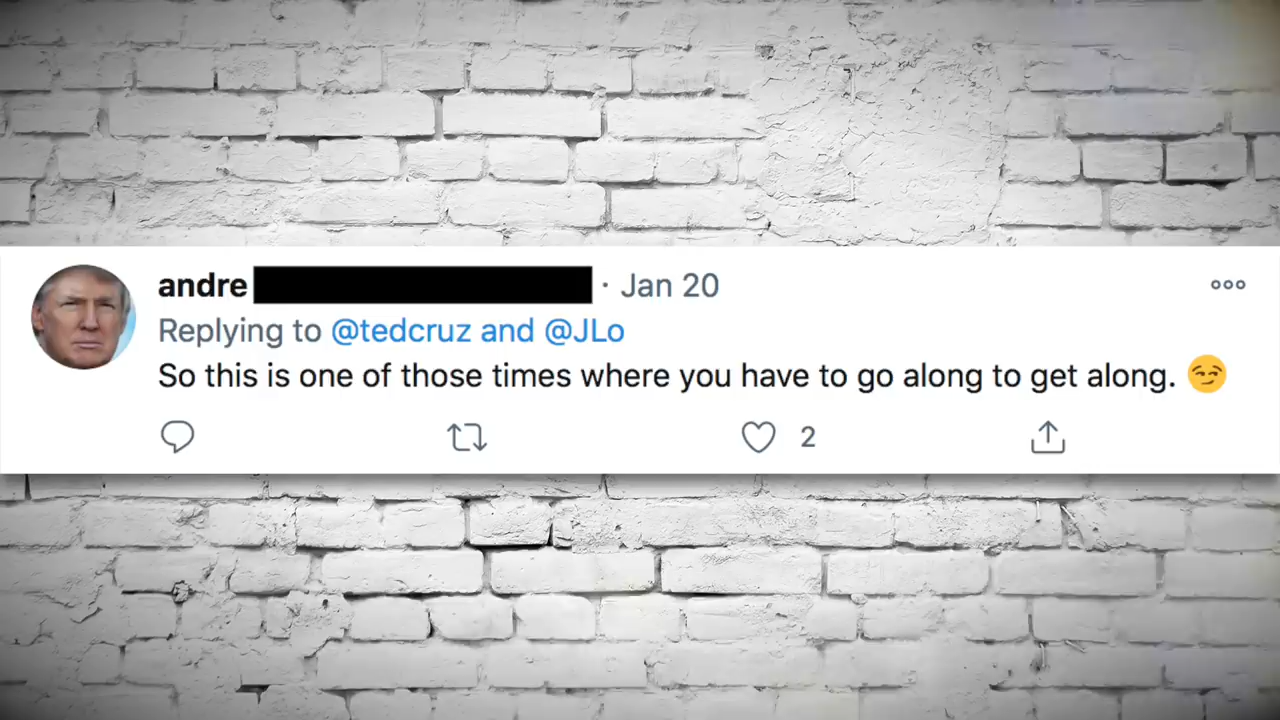 andre · Jan 20
Replying to @tedcruz and @JLo
So this is one of those times where you have to go along to get along. 😏
2